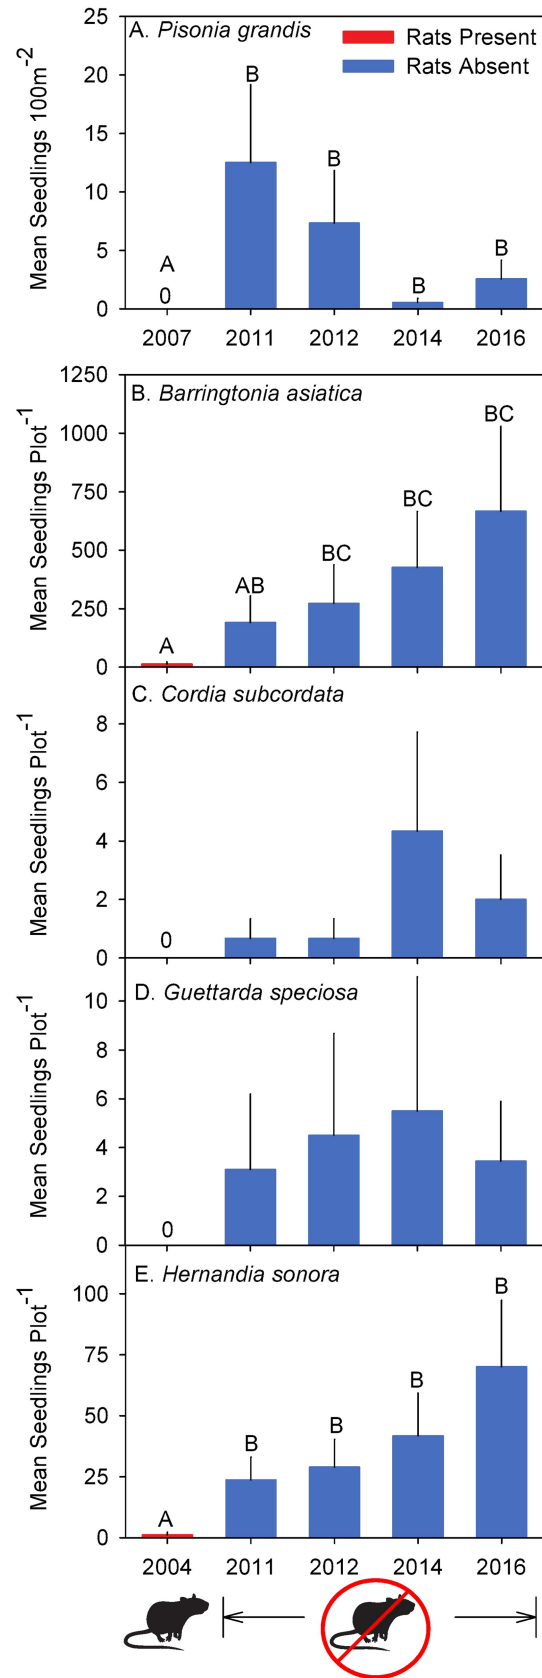 A. Pisonia grandis
Rats Present
Rats Absent
Mean Seedlings 100m-2
25
20
15
10
5
0
A
0
B
B
B
B
2007 2011 2012 2014 2016
B. Barringtonia asiatica
Mean Seedlings Plot-1
1250
1000
750
500
250
0
A
AB
BC
BC
BC
C. Cordia subcordata
Mean Seedlings Plot-1
8
6
4
2
0
0
D. Guettarda speciosa
Mean Seedlings Plot-1
10
8
6
4
2
0
0
E. Hernandia sonora
Mean Seedlings Plot-1
100
75
50
25
0
A
B
B
B
B
2004 2011 2012 2014 2016